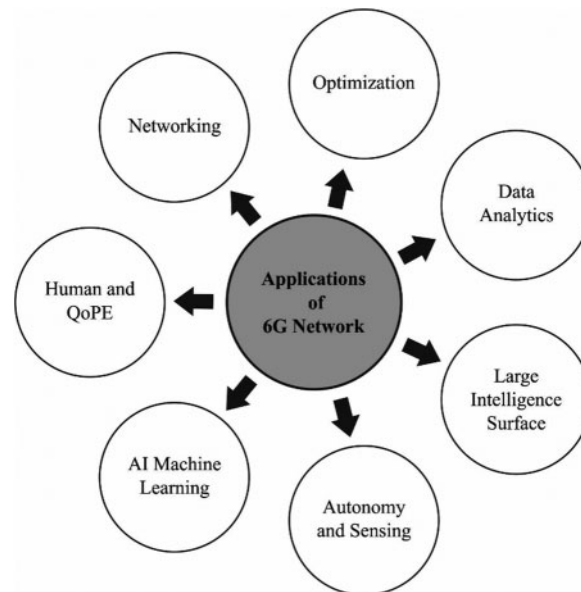 Optimization
Networking
Data
Analytics
Human and
QoPE
Applications
of
6G Network
Large
Intelligence
Surface
AI Machine
Learning
Autonomy
and Sensing